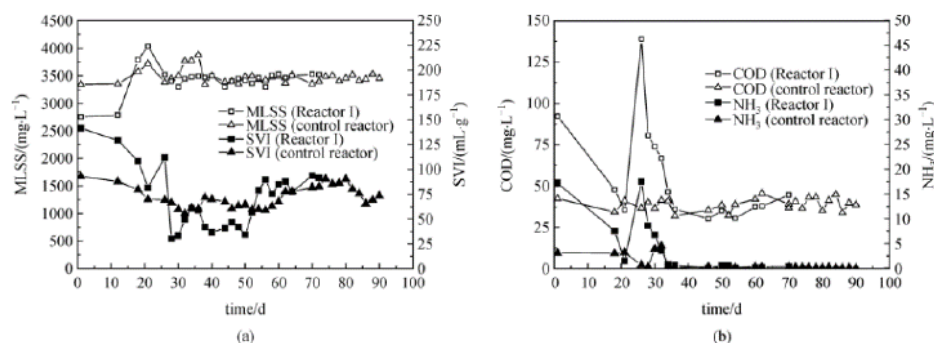 (a)
4500
4000
3500
3000
2500
2000
1500
1000
500
0
MLSS/(mg·L⁻¹)
250
225
200
175
150
125
100
75
50
25
0
SVI/(mL·g⁻¹)
MLSS (Reactor I)
MLSS (control reactor)
SVI (Reactor I)
SVI (control reactor)
0 10 20 30 40 50 60 70 80 90 100
time/d
(a)
150
125
100
75
50
25
0
COD/(mg·L⁻¹)
50
45
40
35
30
25
20
15
10
5
0
NH₃/(mg·L⁻¹)
COD (Reactor I)
COD (control reactor)
NH₃ (Reactor I)
NH₃ (control reactor)
0 10 20 30 40 50 60 70 80 90 100
time/d
(b)